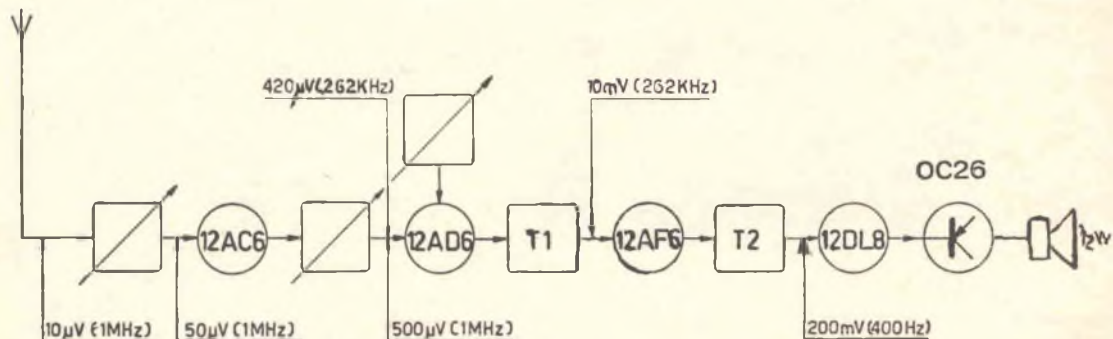 420µV(262KHz)
10mV(262KHz)
OC26
12AC6
12AD6
T1
12AF6
T2
12DL8
1/2W
10µV(1MHz)
50µV(1MHz)
500µV(1MHz)
200mV(400Hz)